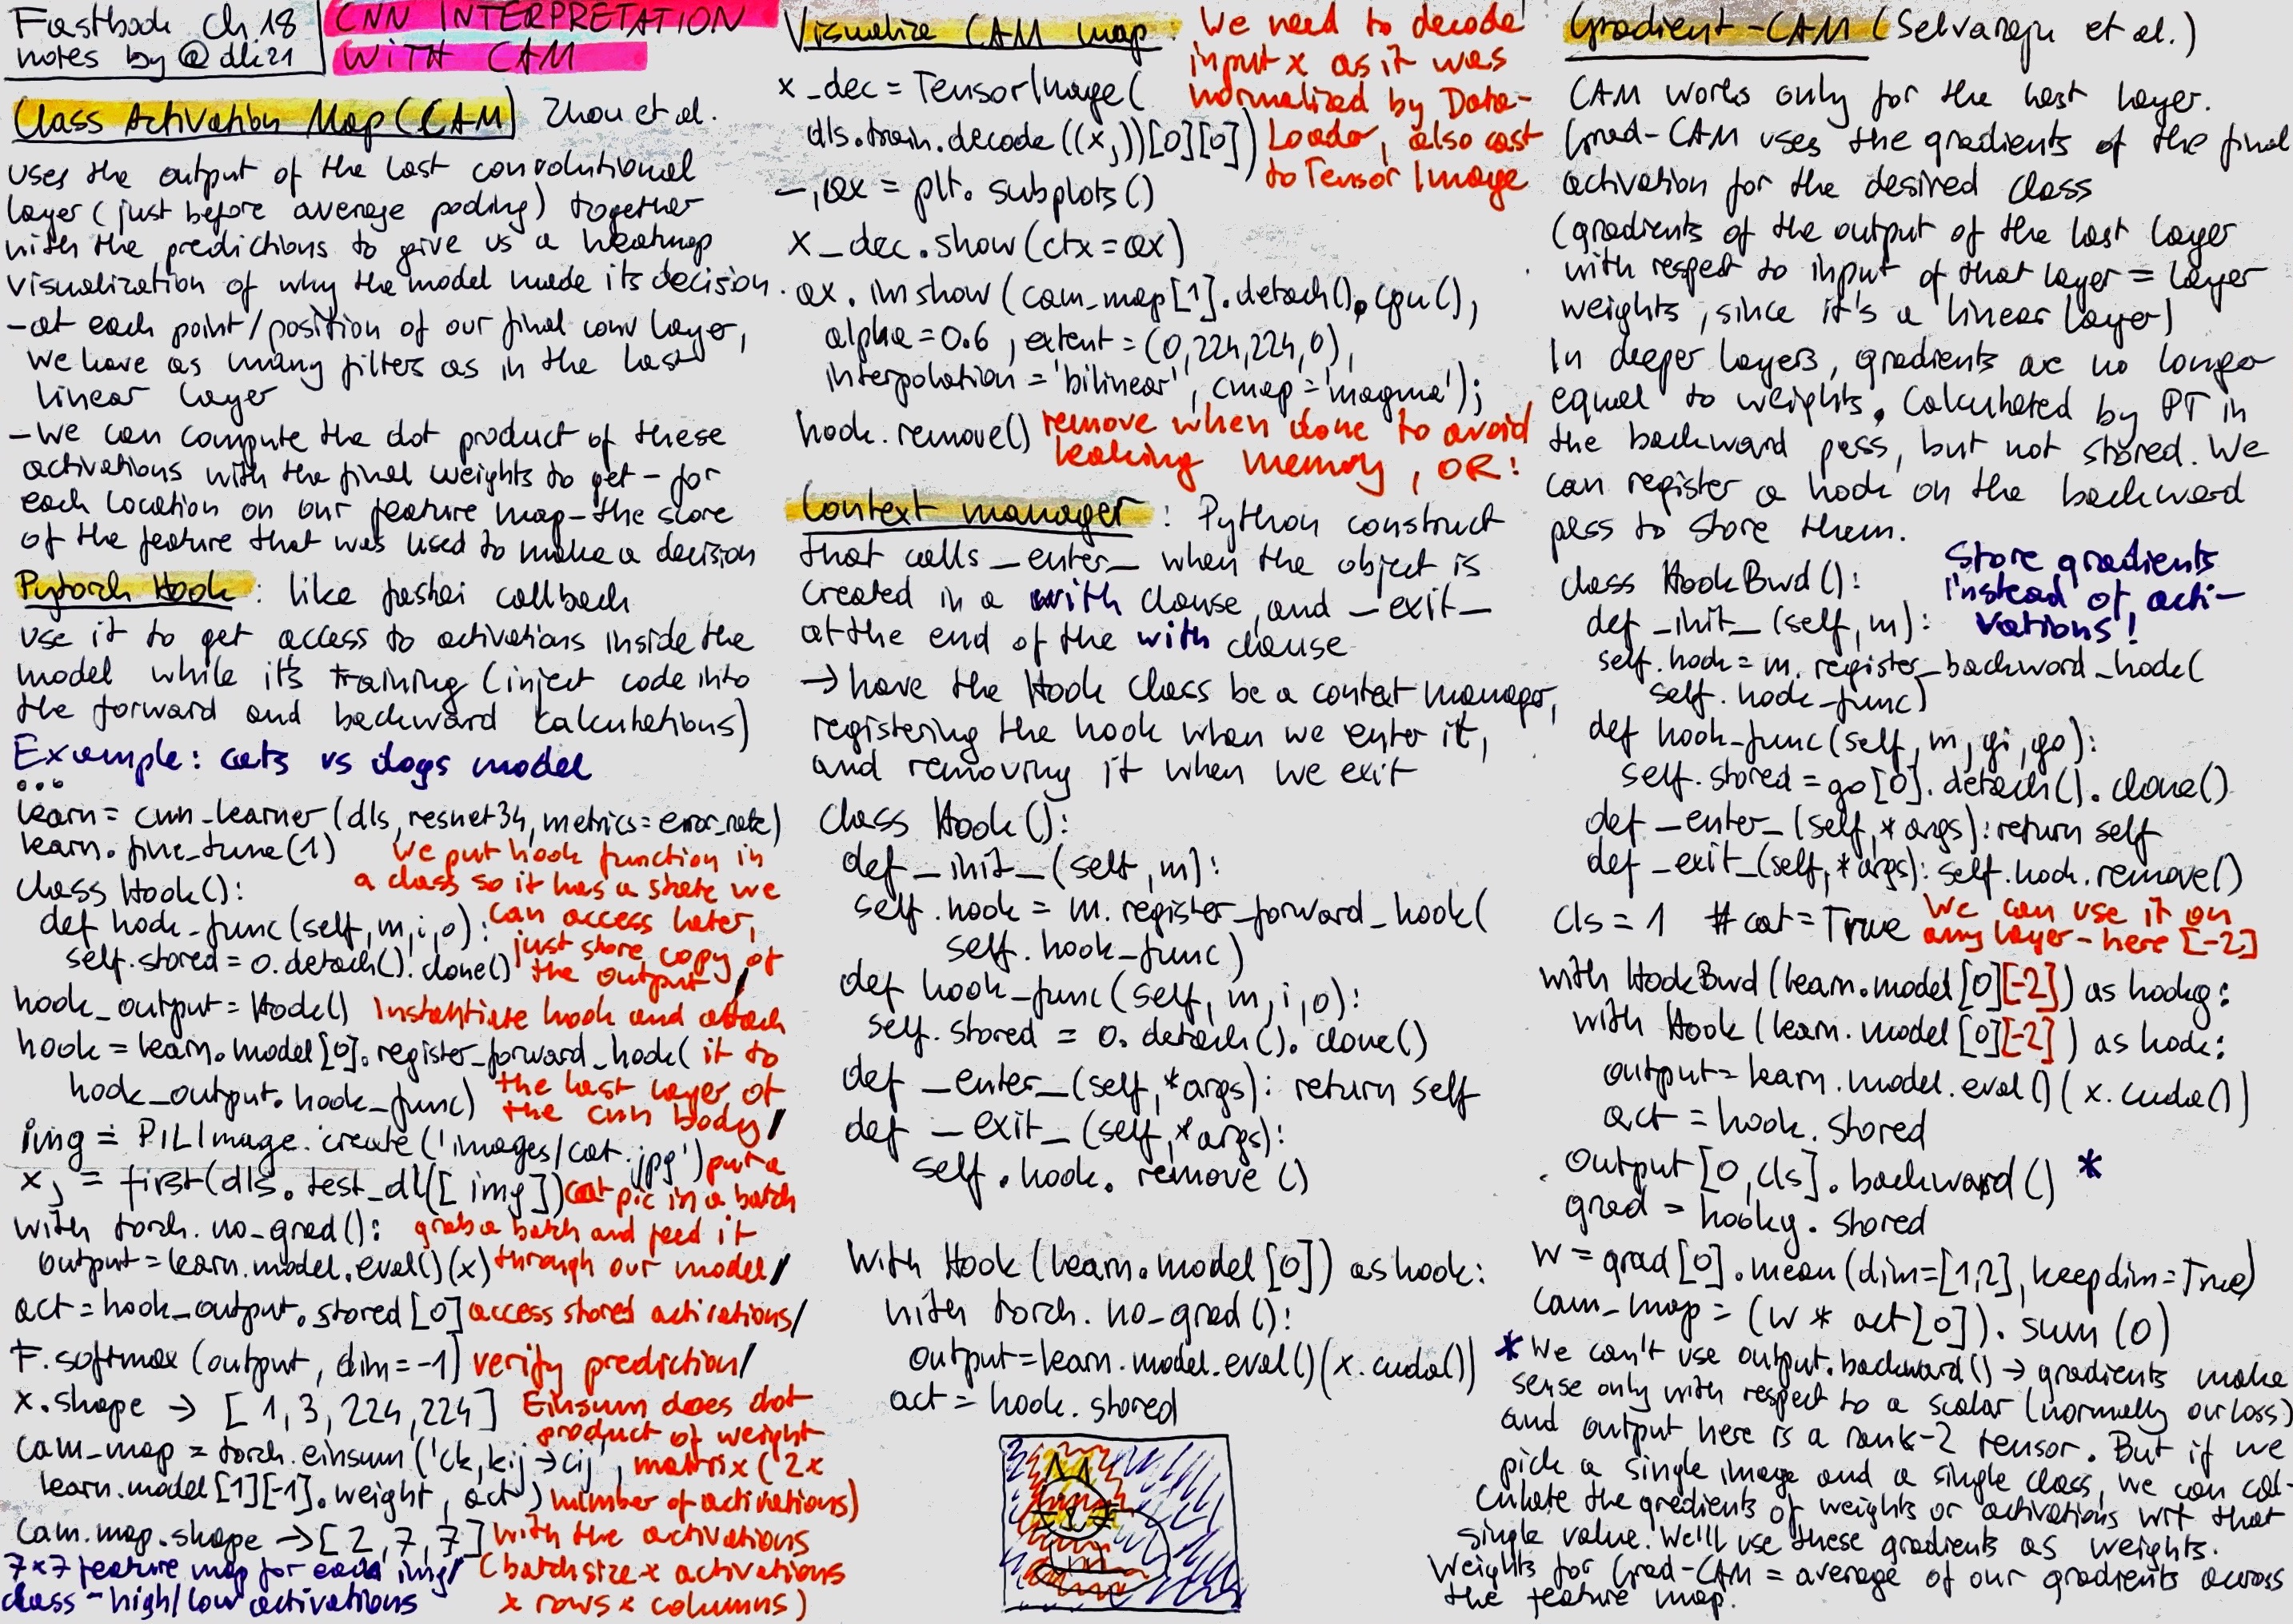 Fastbook Ch 18
notes by @dli21
CNN INTERPRETATION
WITH CAM
Class Activation Map (CAM) Zhou et al.
uses the output of the last convolutional
layer (just before average pooling) together
with the predictions to give us a heatmap
visualization of why the model made its decision.
- at each point/position of our final conv layer,
we have as many filters as in the last
linear layer
- We can compute the dot product of these
activations with the final weights to get - for
each location on our feature map - the score
of the feature that was used to make a decision
Pytorch Hook : like fastai callback
use it to get access to activations inside the
model while it's training (inject code into
the forward and backward calculations)
Example: cats vs dogs model
...
learn = cnn_learner (dls, resnet34, metrics=error_rate)
learn. fine_tune(1)
We put hook function in
a class so it has a state we
can access later,
just store copy of
the output /
class Hook():
def hook_func (self, m, i, o):
self.stored = o.detach().clone()
hook_output = Hook()
Instantiate hook and attach
it to
the last layer of
the cnn body/
hook = learn.model[0].register_forward_hook(
hook_output.hook_func)
img = PILImage.create('images/cat.jpg')
x, = first(dls.test_dl([img]))
put a
cat pic in a batch
with torch.no_grad():
output = learn.model.eval()(x)
grab a batch and feed it
through our model/
act = hook_output.stored[0] access stored activations/
F.softmax (output, dim=-1) verify prediction/
x.shape → [1, 3, 224, 224]
cam_map = torch.einsum('ck,kij→cij',
learn.model[1][-1].weight, act)
cam.map.shape → [2, 7, 7]
Einsum does dot
product of weight
matrix (2x
number of activations)
with the activations
(batchsize x activations
x rows x columns)
7×7 feature map for each img/
class - high/low activations
Visualize CAM map:
We need to decode
input x as it was
normalized by Data-
Loader, also cast
to Tensor Image
x_dec = TensorImage(
dls.train.decode((x,))[0][0])
_,ax = plt.subplots()
x_dec.show(ctx=ax)
ax.imshow(cam_map[1].detach().cpu(),
alpha=0.6, extent=(0,224,224,0),
interpolation='bilinear', cmap='magma');
hook.remove() remove when done to avoid
leaking memory, OR!
Context manager : Python construct
that calls _enter_ when the object is
created in a with clause, and _exit_
at the end of the with clause
→ have the Hook class be a context manager,
registering the hook when we enter it,
and removing it when we exit
class Hook():
def _init_(self, m):
self.hook = m.register_forward_hook(
self.hook_func)
def hook_func(self, m, i, o):
self.stored = o.detach().clone()
def _enter_(self,*args): return self
def _exit_(self,*args):
self.hook.remove()
With Hook (learn.model[0]) as hook:
with torch.no_grad():
output=learn.model.eval()(x.cuda())
act = hook.stored
Gradient-CAM (Selvaraju et al.)
CAM works only for the last layer.
Grad-CAM uses the gradients of the final
activation for the desired class
(gradients of the output of the last layer
with respect to input of that layer = layer
weights, since it's a linear layer)
In deeper layers, gradients are no longer
equal to weights. Calculated by PT in
the backward pass, but not stored. We
can register a hook on the backward
pass to store them.
Store gradients
instead of acti-
vations!
class HookBwd():
def _init_(self, m):
self.hook = m.register_backward_hook(
self.hook_func)
def hook_func(self, m, gi, go):
self.stored = go[0].detach().clone()
def _enter_(self,*args): return self
def _exit_(self,*args): self.hook.remove()
cls = 1 #cat=True We can use it on
any layer - here [-2]
with HookBwd (learn.model[0][-2]) as hookg:
with Hook (learn.model[0][-2]) as hook:
output = learn.model.eval()(x.cuda())
act = hook.stored
output[0,cls].backward() *
grad = hookg.stored
w = grad[0].mean(dim=[1,2],keepdim=True)
cam_map = (w * act[0]).sum(0)
* We can't use output.backward() → gradients make
sense only with respect to a scalar (normally our loss)
and output here is a rank-2 tensor. But if we
pick a single image and a single class, we can cal-
culate the gradients of weights or activations wrt that
single value. We'll use these gradients as weights.
Weights for Grad-CAM = average of our gradients across
the feature map.